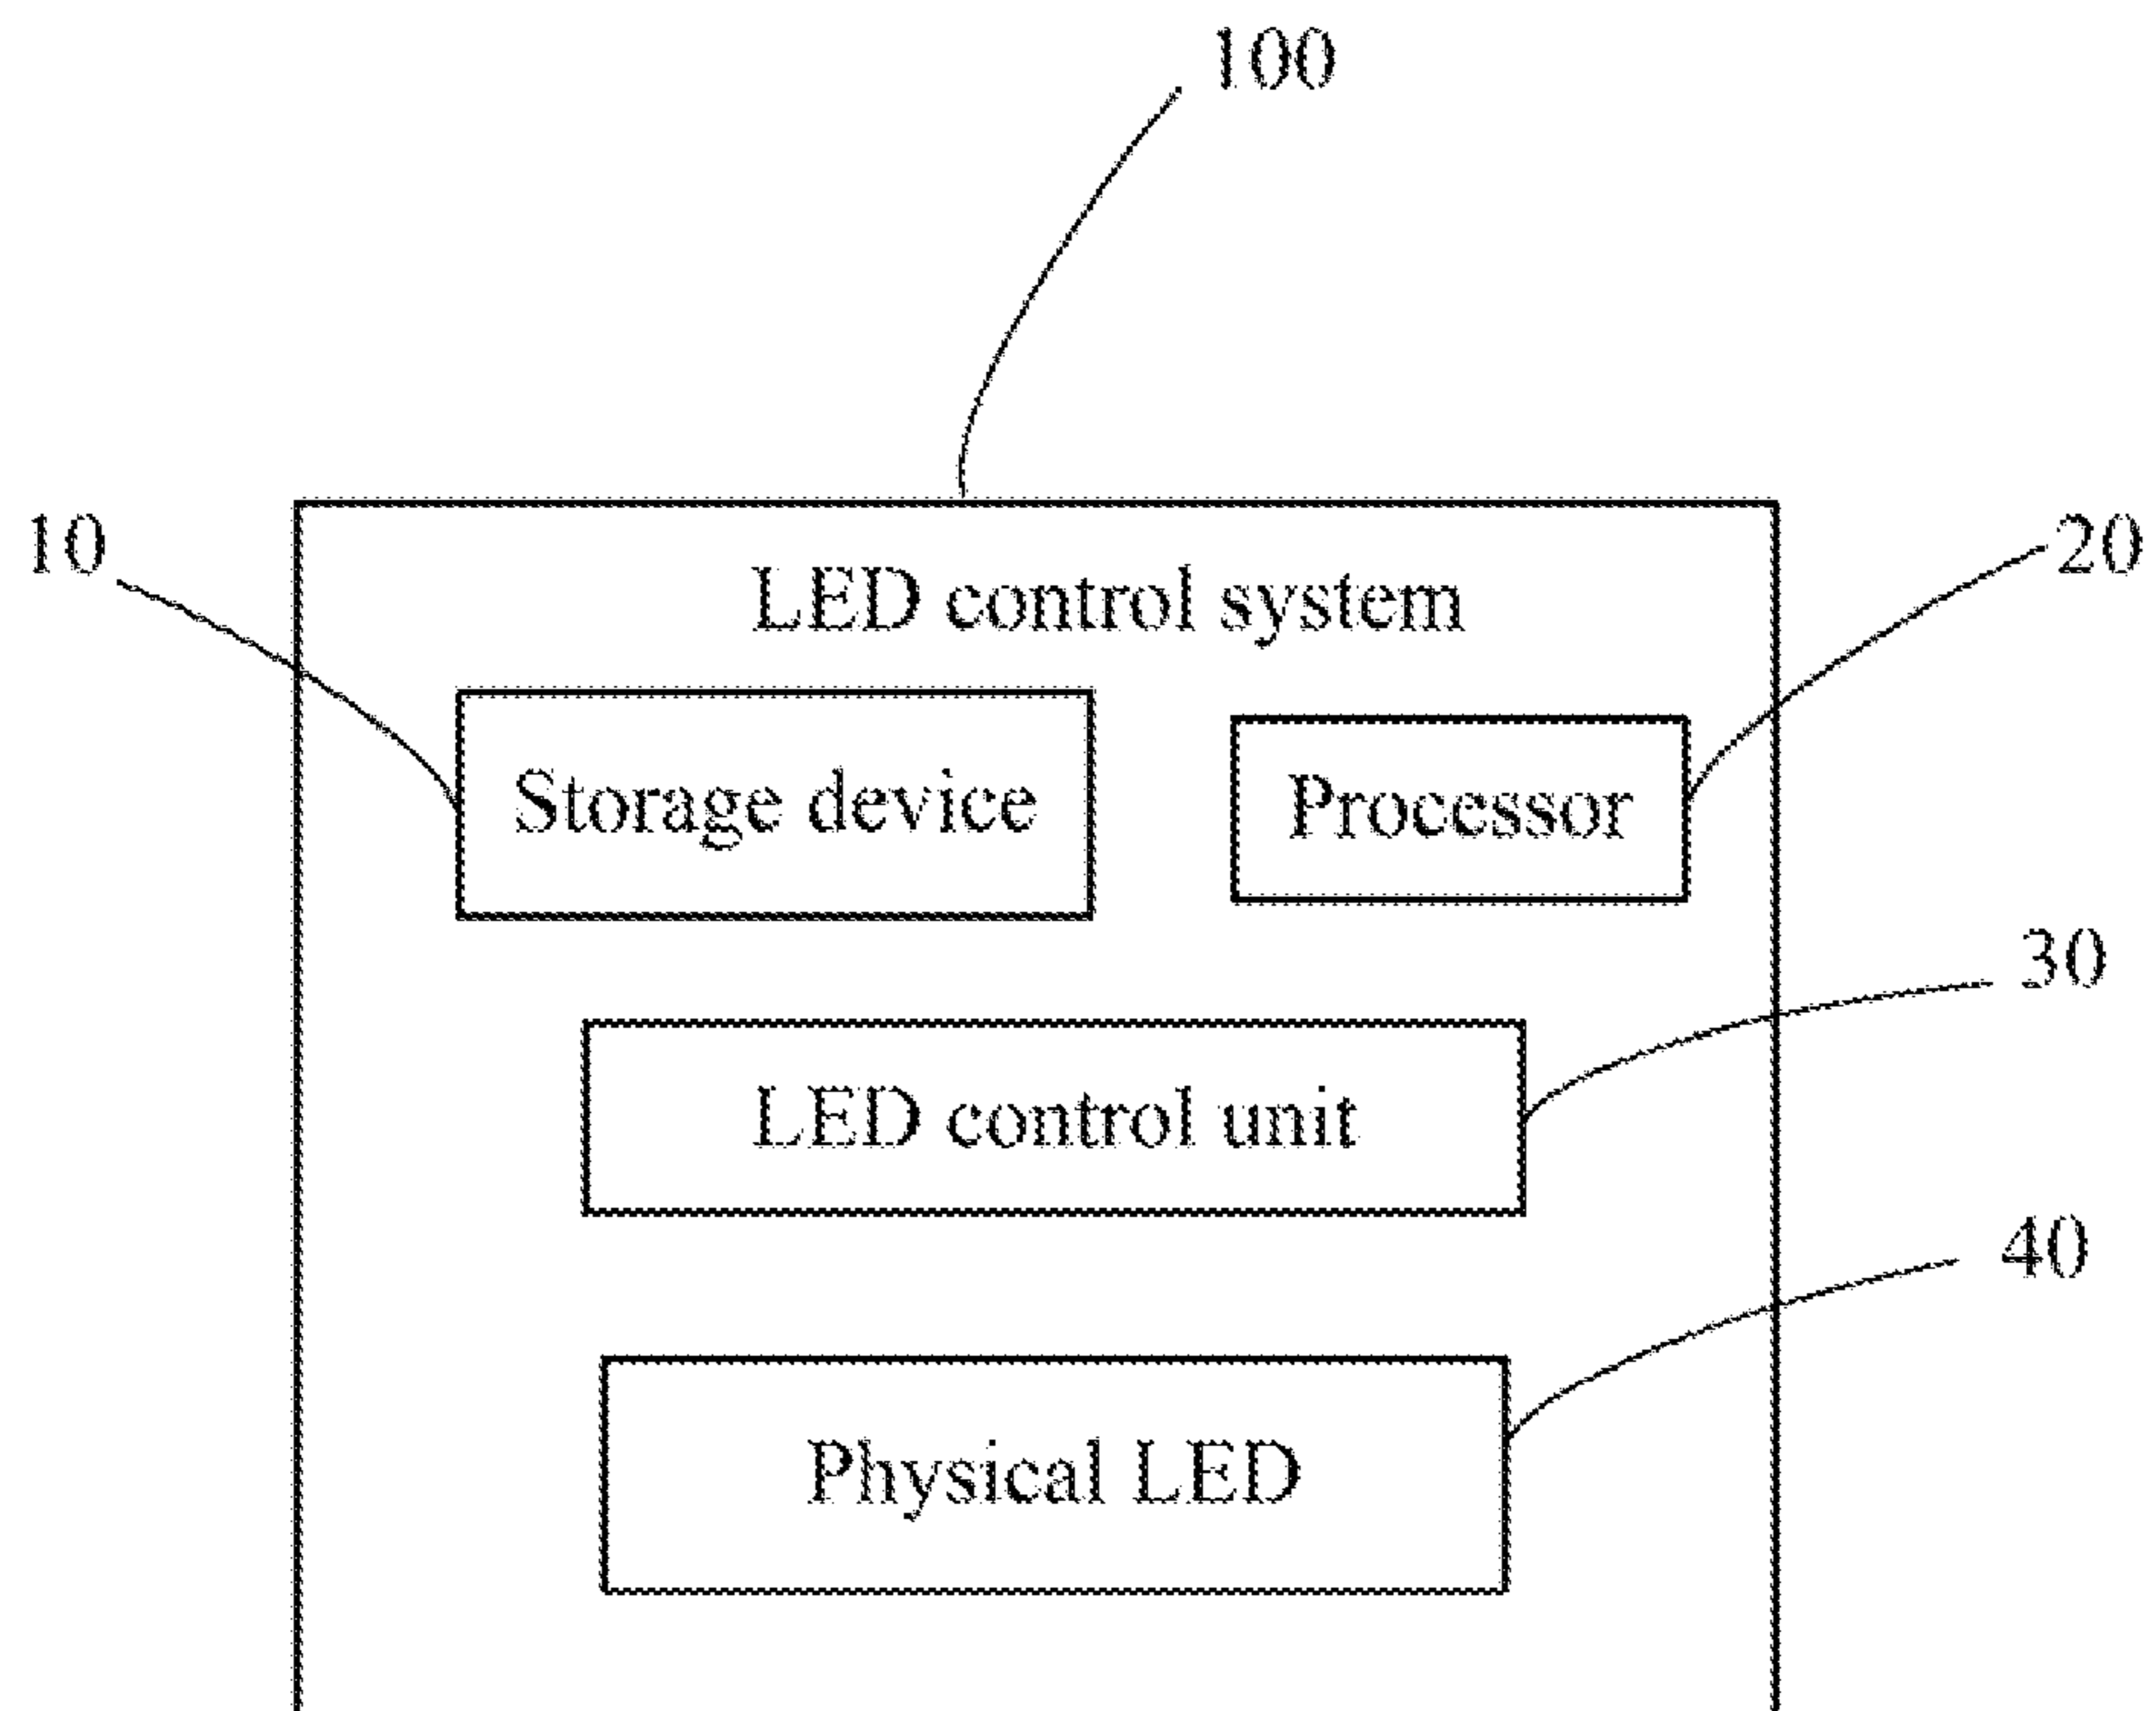 100
10
20
LED control system
Storage device
Processor
30
LED control unit
40
Physical LED